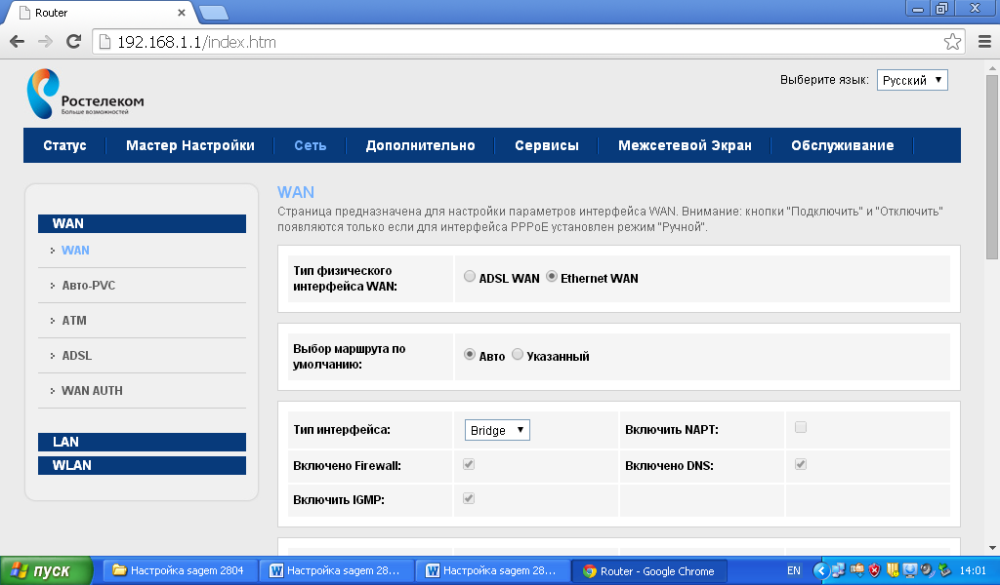 Router
192.168.1.1/index.htm
Ростелеком
Больше возможностей
Выберите язык: Русский
Статус Мастер Настройки Сеть Дополнительно Сервисы Межсетевой Экран Обслуживание
WAN
WAN
Авто-PVC
ATM
ADSL
WAN AUTH
LAN
WLAN
WAN
Страница предназначена для настройки параметров интерфейса WAN. Внимание: кнопки "Подключить" и "Отключить"
появляются только если для интерфейса PPPoE установлен режим "Ручной".
Тип физического
интерфейса WAN:
ADSL WAN Ethernet WAN
Выбор маршрута по
умолчанию:
Авто Указанный
Тип интерфейса: Bridge Включить NAPT:
Включено Firewall: Включено DNS:
Включить IGMP:
пуск Настройка sagem 2804 Настройка sagem 28... Настройка sagem 28... Router - Google Chrome EN 14:01